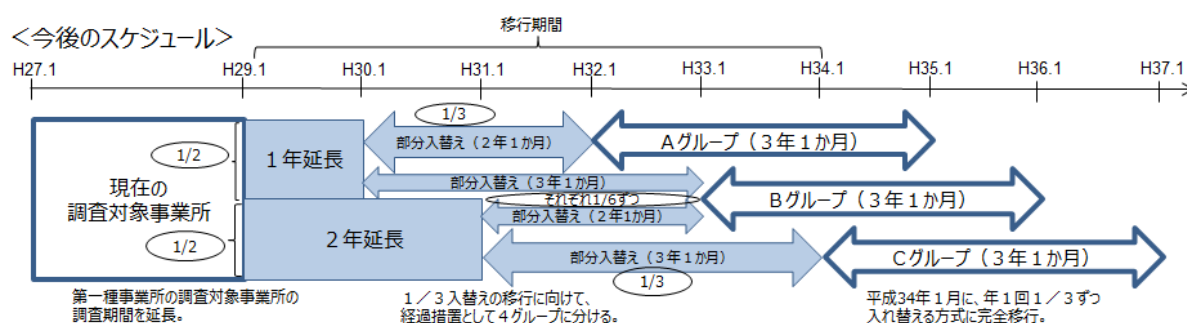 移行期間
＜今後のスケジュール＞
H27.1 H29.1 H30.1 H31.1 H32.1 H33.1 H34.1 H35.1 H36.1 H37.1
1/3
1/2
１年延長
部分入替え（２年１か月）
Ａグループ（３年１か月）
現在の
調査対象事業所
部分入替え（３年１か月）
それぞれ1/6ずつ
Ｂグループ（３年１か月）
部分入替え（２年1か月）
1/2
２年延長
部分入替え（３年１か月）
Ｃグループ（３年１か月）
1/3
第一種事業所の調査対象事業所の
調査期間を延長。
１／３入替えの移行に向けて、
経過措置として４グループに分ける。
平成34年１月に、年１回１／３ずつ
入れ替える方式に完全移行。